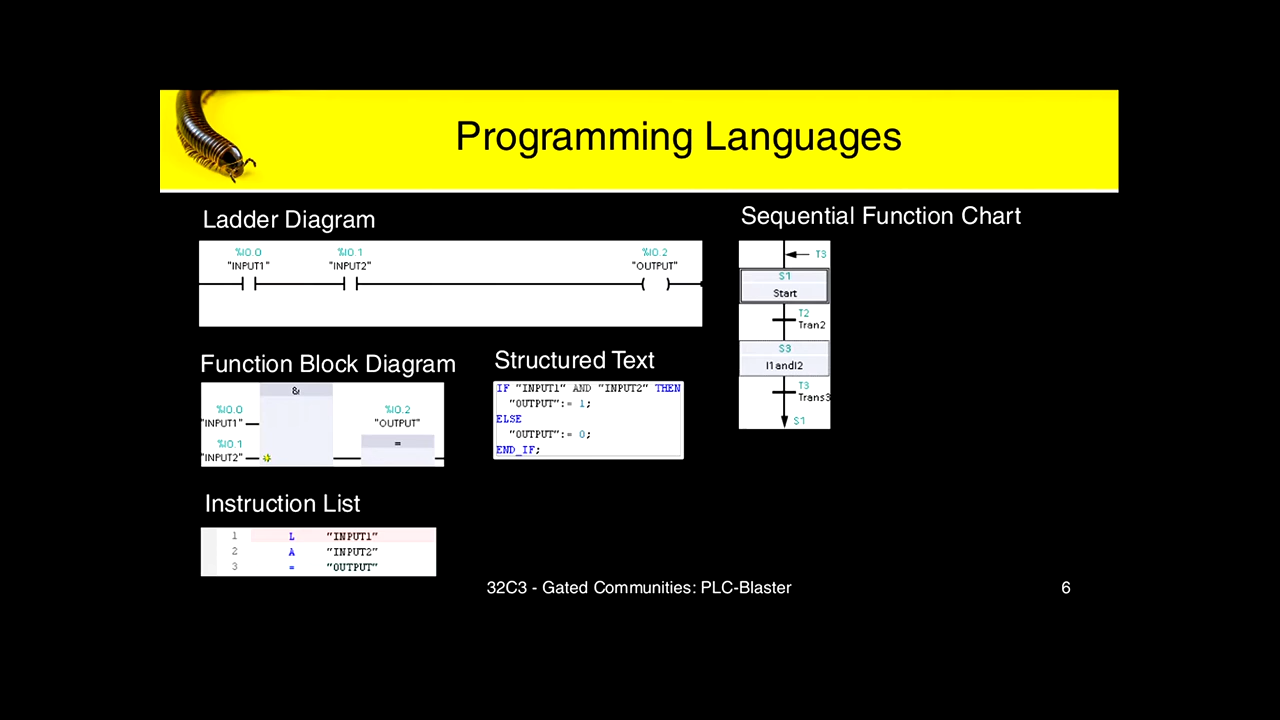 Programming Languages
Ladder Diagram
%I0.0 %I0.1 %I0.2
"INPUT1" "INPUT2" "OUTPUT"
Function Block Diagram
&
%I0.0 %I0.2
"INPUT1" "OUTPUT"
%I0.1 =
"INPUT2"
Structured Text
IF "INPUT1" AND "INPUT2" THEN
"OUTPUT":= 1;
ELSE
"OUTPUT":= 0;
END_IF;
Instruction List
1 L "INPUT1"
2 A "INPUT2"
3 = "OUTPUT"
Sequential Function Chart
T3
S1
Start
T2
Tran2
S3
I1andI2
T3
Trans3
S1
32C3 - Gated Communities: PLC-Blaster 6